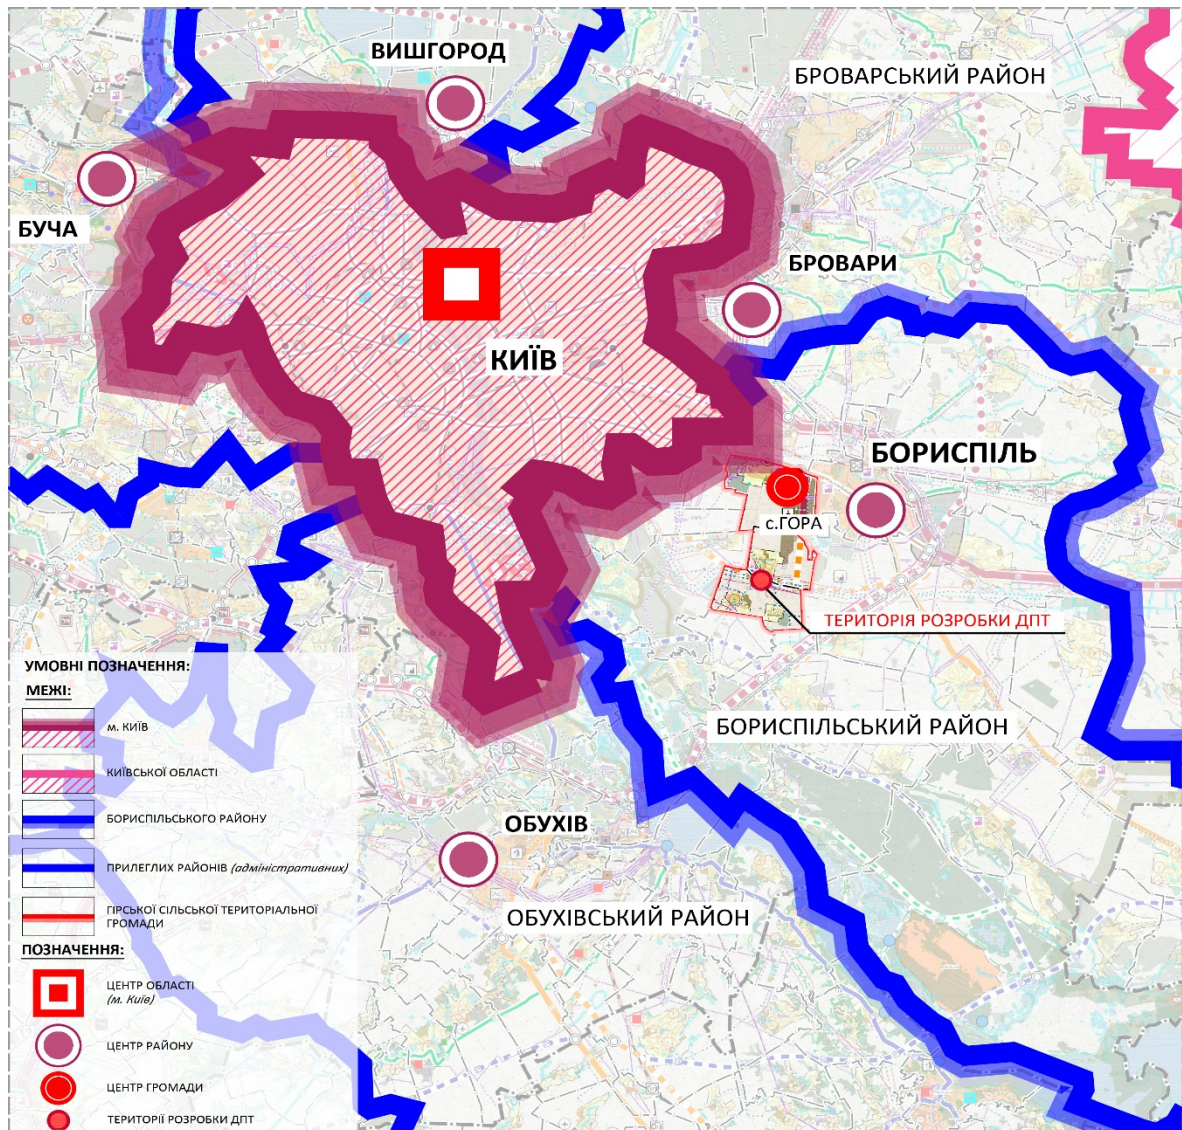 ВИШГОРОД
БРОВАРСЬКИЙ РАЙОН
БУЧА
БРОВАРИ
КИЇВ
БОРИСПІЛЬ
с.ГОРА
ТЕРИТОРІЯ РОЗРОБКИ ДПТ
БОРИСПІЛЬСЬКИЙ РАЙОН
ОБУХІВ
ОБУХІВСЬКИЙ РАЙОН
УМОВНІ ПОЗНАЧЕННЯ:
МЕЖІ:
м. КИЇВ
КИЇВСЬКОЇ ОБЛАСТІ
БОРИСПІЛЬСЬКОГО РАЙОНУ
ПРИЛЕГЛИХ РАЙОНІВ (адміністративних)
ГІРСЬКОЇ СІЛЬСЬКОЇ ТЕРИТОРІАЛЬНОЇ
ГРОМАДИ
ПОЗНАЧЕННЯ:
ЦЕНТР ОБЛАСТІ
(м. Київ)
ЦЕНТР РАЙОНУ
ЦЕНТР ГРОМАДИ
ТЕРИТОРІЇ РОЗРОБКИ ДПТ